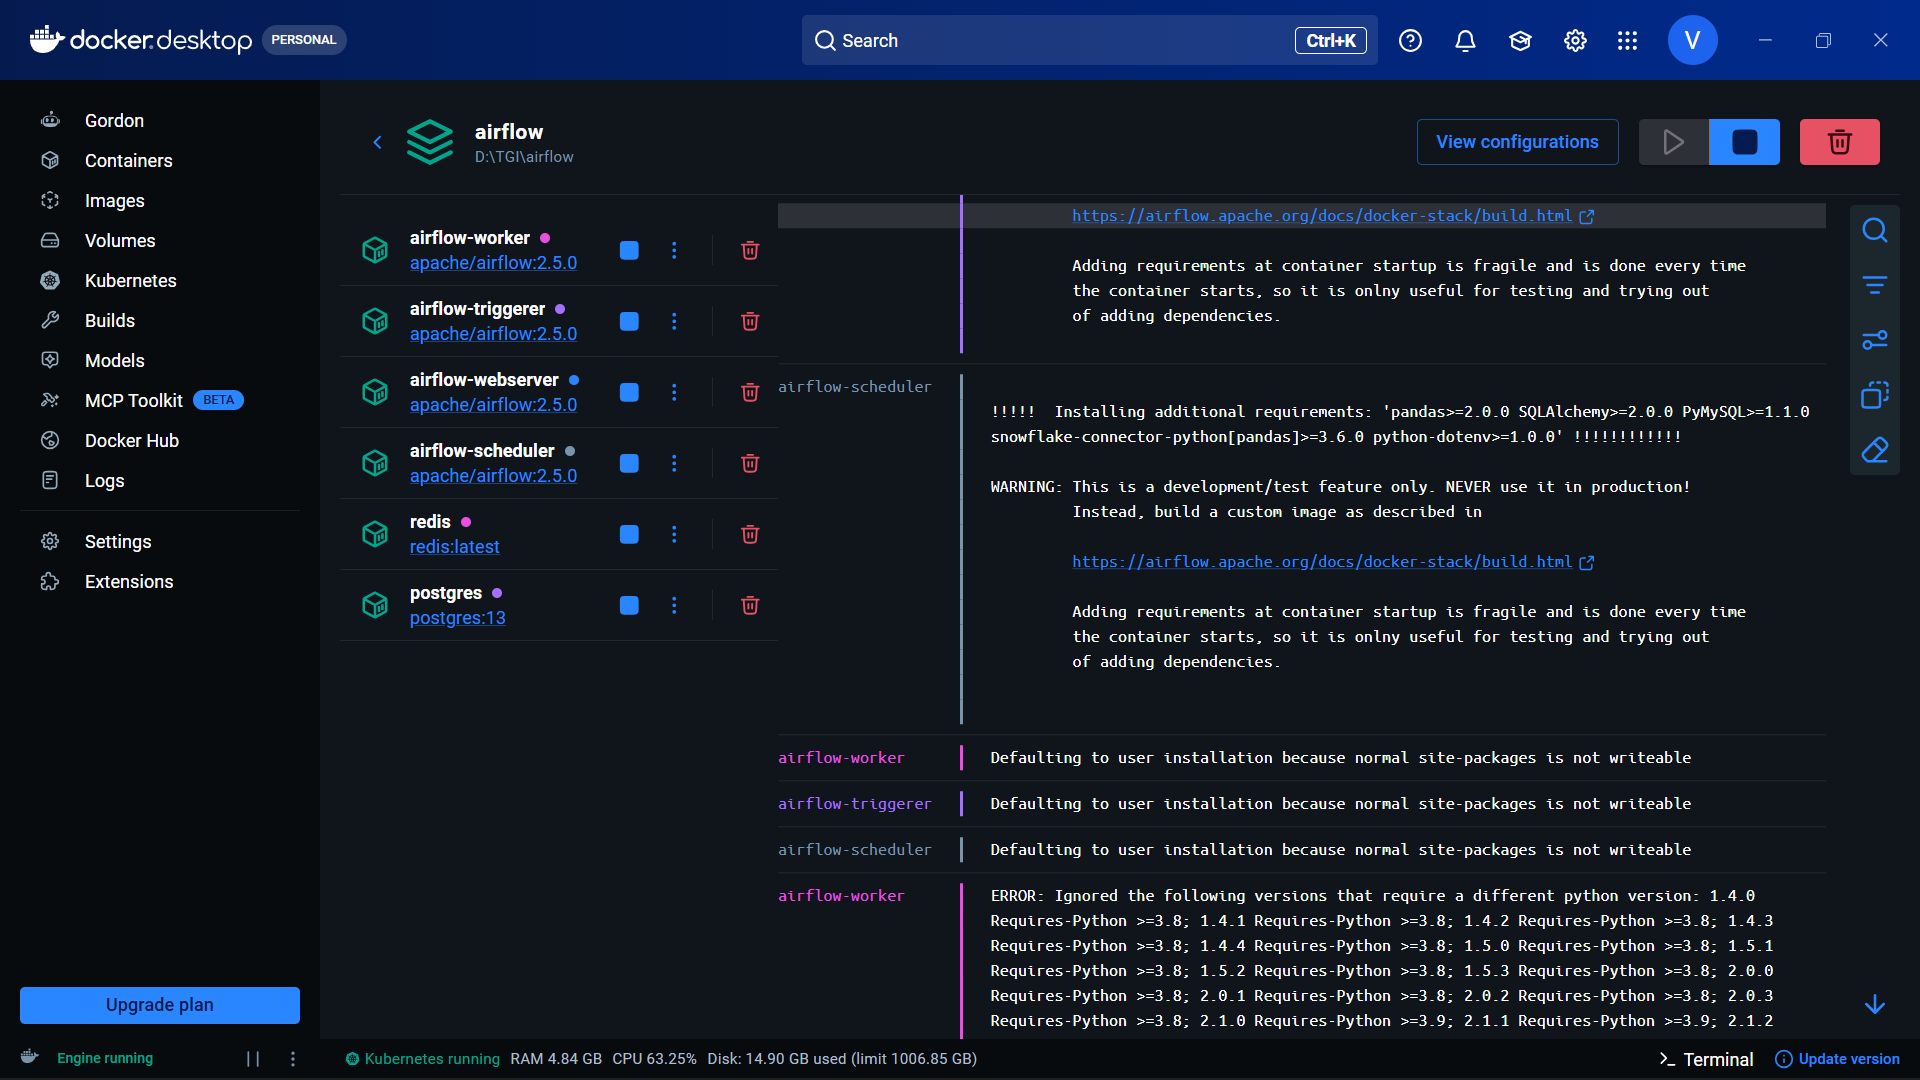 docker.desktop PERSONAL
Search Ctrl+K
V
Gordon
Containers
Images
Volumes
Kubernetes
Builds
Models
MCP Toolkit BETA
Docker Hub
Logs
Settings
Extensions
Upgrade plan
airflow
D:\TGI\airflow
View configurations
airflow-worker
apache/airflow:2.5.0
airflow-triggerer
apache/airflow:2.5.0
airflow-webserver
apache/airflow:2.5.0
airflow-scheduler
apache/airflow:2.5.0
redis
redis:latest
postgres
postgres:13
https://airflow.apache.org/docs/docker-stack/build.html
Adding requirements at container startup is fragile and is done every time
the container starts, so it is onlny useful for testing and trying out
of adding dependencies.
airflow-scheduler
!!!!!  Installing additional requirements: 'pandas>=2.0.0 SQLAlchemy>=2.0.0 PyMySQL>=1.1.0
snowflake-connector-python[pandas]>=3.6.0 python-dotenv>=1.0.0' !!!!!!!!!!!!
WARNING: This is a development/test feature only. NEVER use it in production!
Instead, build a custom image as described in
https://airflow.apache.org/docs/docker-stack/build.html
Adding requirements at container startup is fragile and is done every time
the container starts, so it is onlny useful for testing and trying out
of adding dependencies.
airflow-worker Defaulting to user installation because normal site-packages is not writeable
airflow-triggerer Defaulting to user installation because normal site-packages is not writeable
airflow-scheduler Defaulting to user installation because normal site-packages is not writeable
airflow-worker ERROR: Ignored the following versions that require a different python version: 1.4.0
Requires-Python >=3.8; 1.4.1 Requires-Python >=3.8; 1.4.2 Requires-Python >=3.8; 1.4.3
Requires-Python >=3.8; 1.4.4 Requires-Python >=3.8; 1.5.0 Requires-Python >=3.8; 1.5.1
Requires-Python >=3.8; 1.5.2 Requires-Python >=3.8; 1.5.3 Requires-Python >=3.8; 2.0.0
Requires-Python >=3.8; 2.0.1 Requires-Python >=3.8; 2.0.2 Requires-Python >=3.8; 2.0.3
Requires-Python >=3.8; 2.1.0 Requires-Python >=3.9; 2.1.1 Requires-Python >=3.9; 2.1.2
Engine running
Kubernetes running RAM 4.84 GB CPU 63.25% Disk: 14.90 GB used (limit 1006.85 GB)
Terminal
Update version